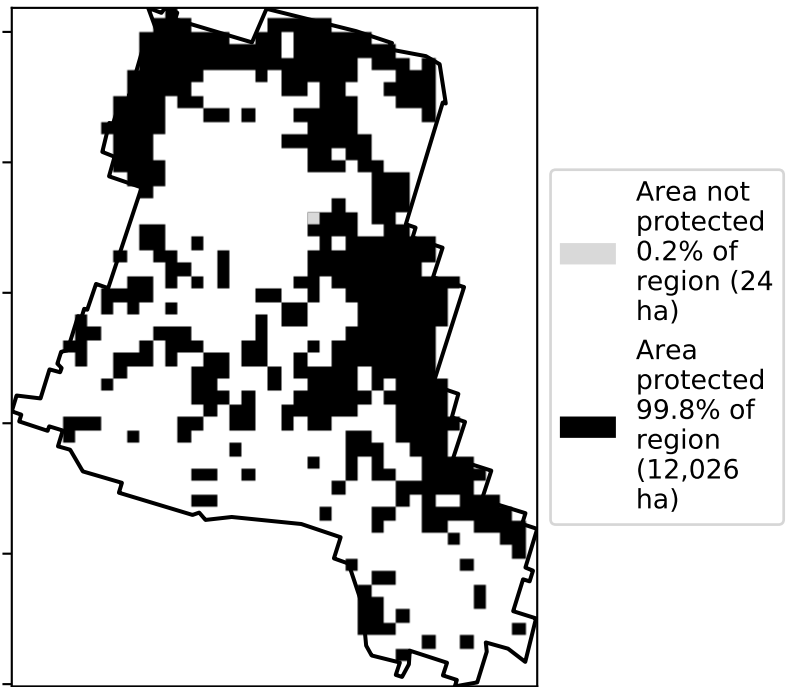 Area not
protected
0.2% of
region (24
ha)
Area
protected
99.8% of
region
(12,026
ha)